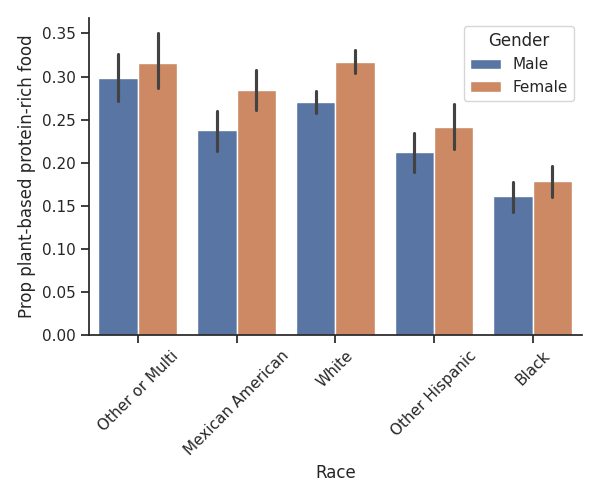 Prop plant-based protein-rich food
0.35
0.30
0.25
0.20
0.15
0.10
0.05
0.00
Gender
Male
Female
Other or Multi
Mexican American
White
Other Hispanic
Black
Race